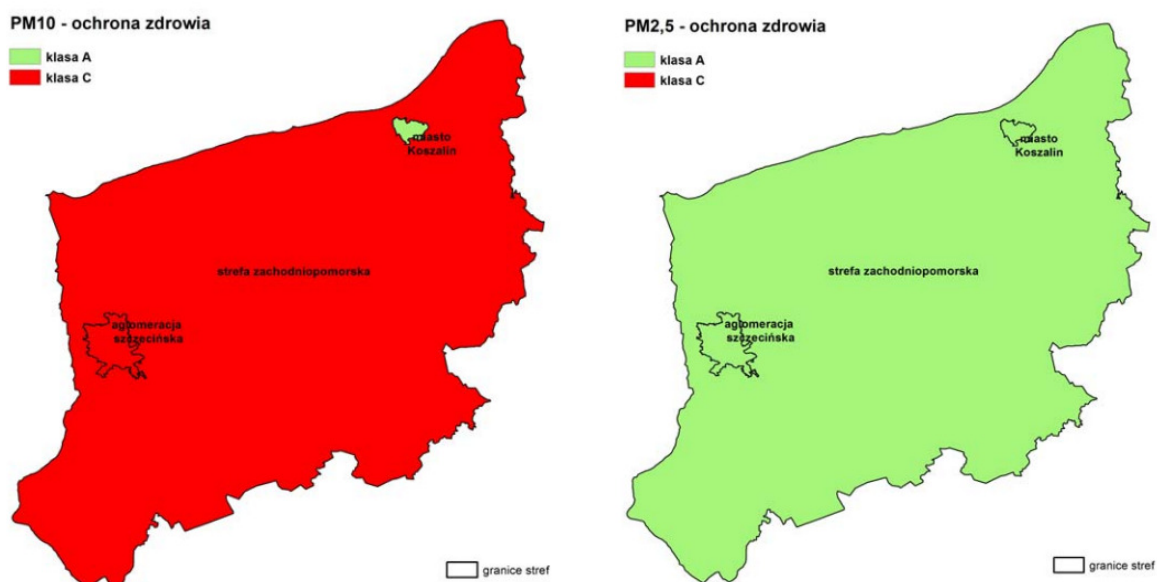 PM10 - ochrona zdrowia
klasa A
klasa C
miasto
Koszalin
strefa zachodniopomorska
aglomeracja
szczecińska
granice stref
PM2,5 - ochrona zdrowia
klasa A
klasa C
miasto
Koszalin
strefa zachodniopomorska
aglomeracja
szczecińska
granice stref